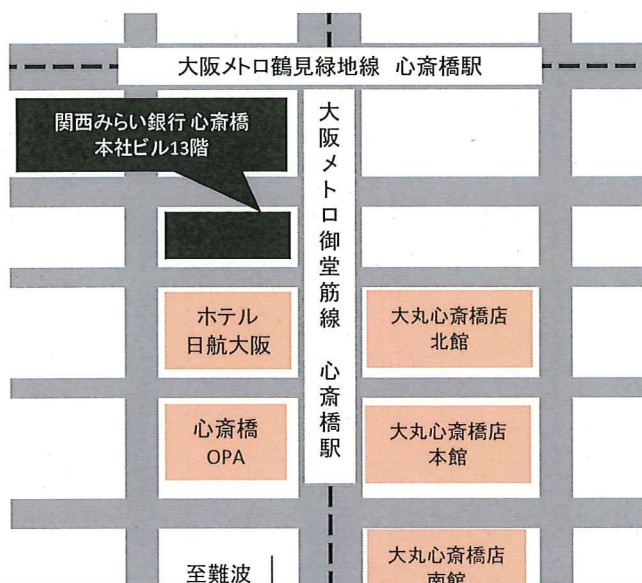 大阪メトロ鶴見緑地線 心斎橋駅
関西みらい銀行 心斎橋
本社ビル13階
大阪メトロ御堂筋線 心斎橋駅
ホテル
日航大阪
大丸心斎橋店
北館
心斎橋
OPA
大丸心斎橋店
本館
至難波
大丸心斎橋店
南館